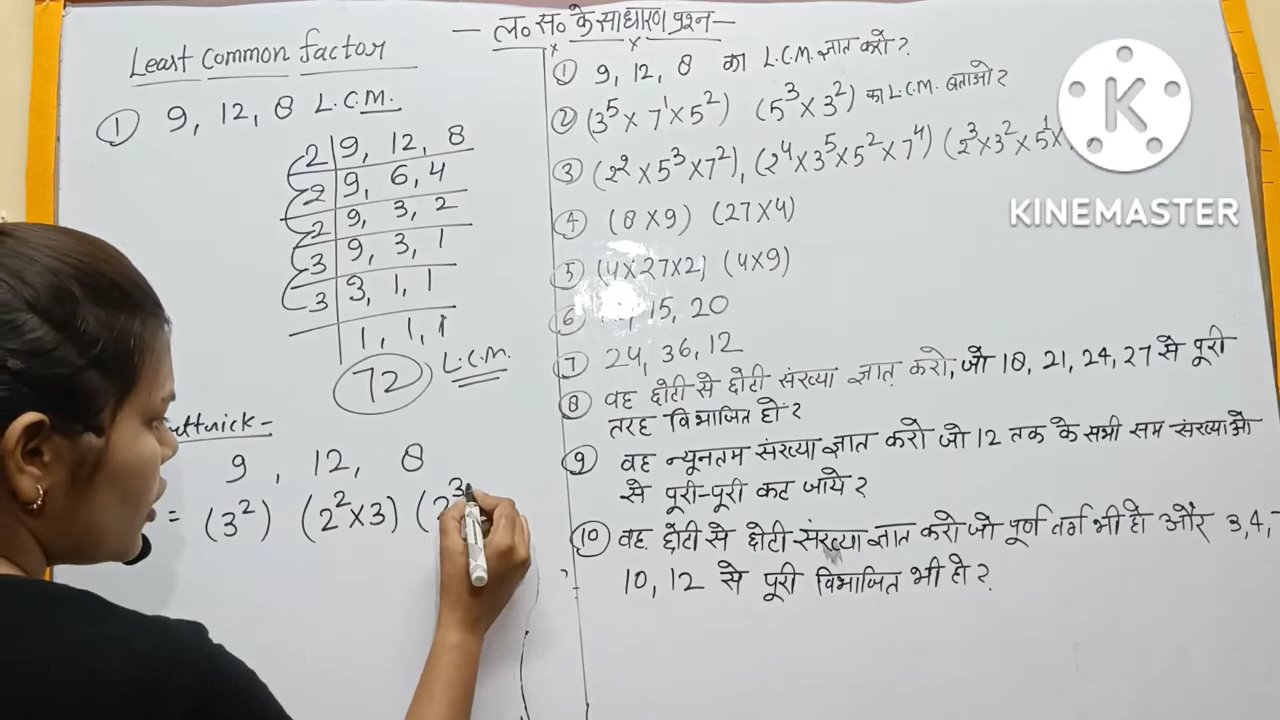 — ल० स० के साधारण प्रश्न —
Least common factor
① 9, 12, 8 L.C.M.
2 | 9, 12, 8
2 | 9, 6, 4
2 | 9, 3, 2
3 | 9, 3, 1
3 | 3, 1, 1
1, 1, 1
72 L.C.M.
9, 12, 8
= (3²) (2²×3) (2³
① 9, 12, 8 का L.C.M. ज्ञात करो?
② (3⁵ × 7¹ × 5²) (5³ × 3²) का L.C.M. बताओ?
③ (2² × 5³ × 7²), (2⁴ × 3⁵ × 5² × 7⁴) (2³ × 3² × 5¹ ×
④ (8 × 9) (27 × 4)
⑤ (4 × 27 × 2) (4 × 9)
⑥ 15, 20
⑦ 24, 36, 12
⑧ वह छोटी से छोटी संख्या ज्ञात करो, जो 18, 21, 24, 27 से पूरी
तरह विभाजित हो?
⑨ वह न्यूनतम संख्या ज्ञात करो जो 12 तक के सभी सम संख्याओ
से पूरी-पूरी कट जाये?
⑩ वह छोटी से छोटी संख्या ज्ञात करो जो पूर्ण वर्ग भी हो और 3, 4,
10, 12 से पूरी विभाजित भी हो?
K
KINEMASTER